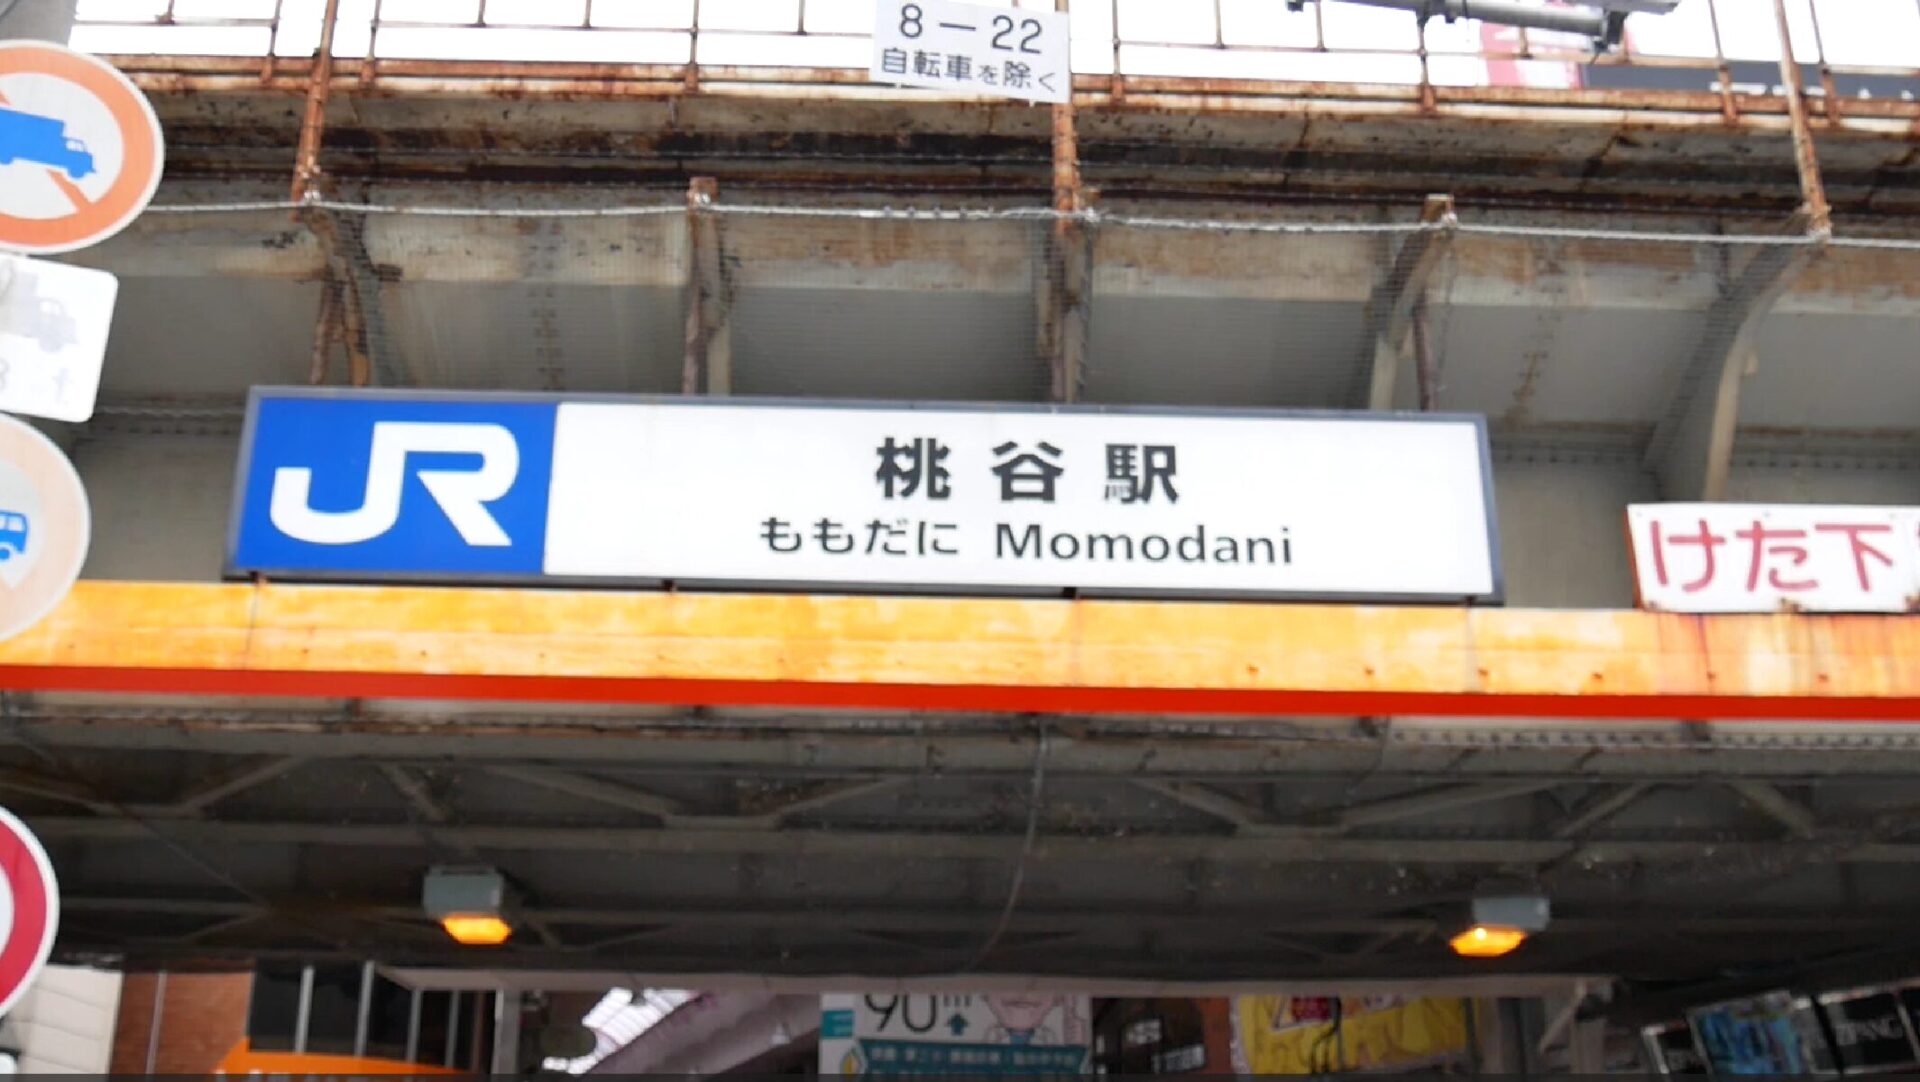 8-22
自転車を除く
JR
桃谷駅
ももだに Momodani
けた下
90m